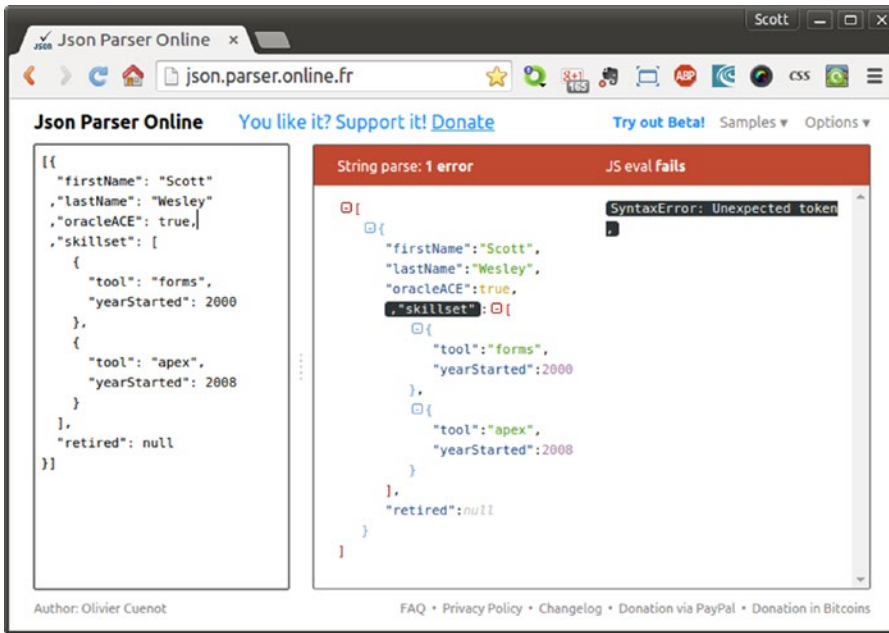 Scott
Json Parser Online ×
json.parser.online.fr
g+1
165
ABP
css
Json Parser Online You like it? Support it! Donate Try out Beta! Samples ▾ Options ▾
[{
"firstName": "Scott"
,"lastName": "Wesley"
,"oracleACE": true,
,"skillset": [
{
"tool": "forms",
"yearStarted": 2000
},
{
"tool": "apex",
"yearStarted": 2008
}
],
"retired": null
}]
String parse: 1 error
[
{
"firstName":"Scott",
"lastName":"Wesley",
"oracleACE":true,
,"skillset":[
{
"tool":"forms",
"yearStarted":2000
},
{
"tool":"apex",
"yearStarted":2008
}
],
"retired":null
}
]
JS eval fails
SyntaxError: Unexpected token
,
Author: Olivier Cuenot FAQ • Privacy Policy • Changelog • Donation via PayPal • Donation in Bitcoins